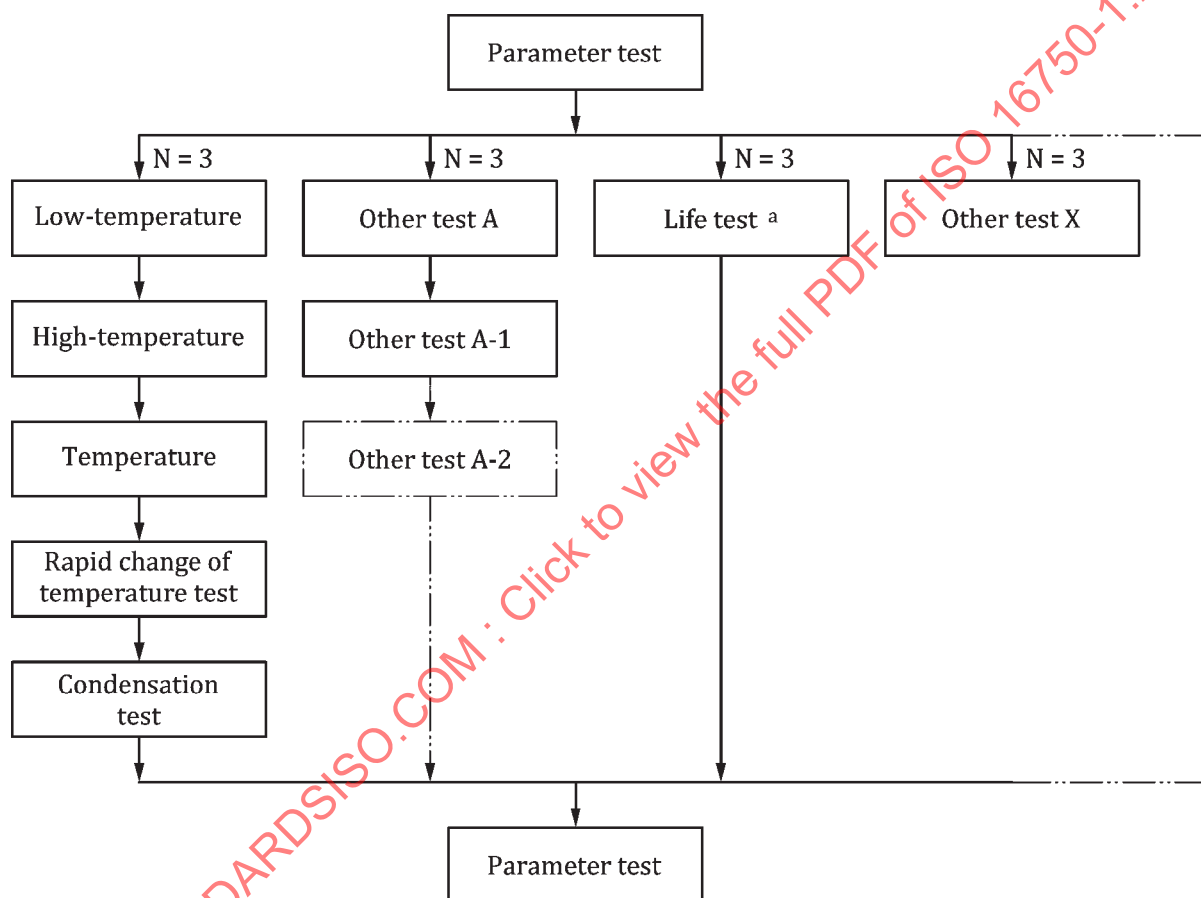 Parameter test
N = 3
N = 3
N = 3
N = 3
Low-temperature
Other test A
Life test a
Other test X
High-temperature
Other test A-1
Temperature
Other test A-2
Rapid change of
temperature test
Condensation
test
Parameter test
DARDSISO.COM : Click to view the full PDF of ISO 16750-1: